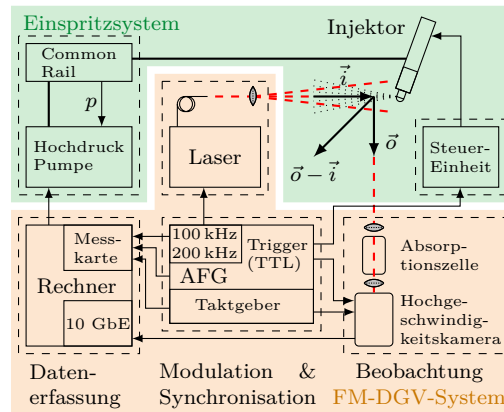 Einspritzsystem
Injektor
Common
Rail
p
Hochdruck
Pumpe
Laser
i⃗
o⃗
o⃗ − i⃗
Steuer-
Einheit
Mess-
karte
Rechner
10 GbE
100 kHz
200 kHz
Trigger
(TTL)
AFG
Taktgeber
Absorp-
tionszelle
Hochge-
schwindig-
keitskamera
Daten-
erfassung
Modulation &
Synchronisation
Beobachtung
FM-DGV-System